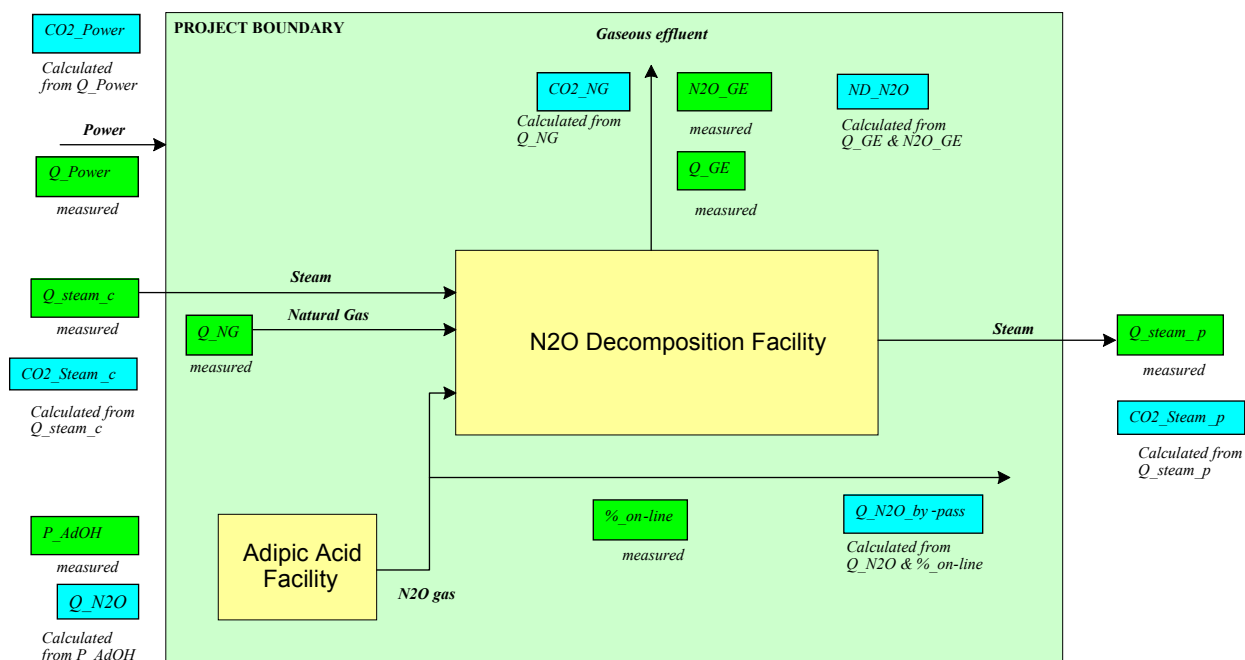 CO2_Power
Calculated
from Q_Power
Power
Q_Power
measured
Q_steam_c
measured
CO2_Steam_c
Calculated from
Q_steam_c
P_AdOH
measured
Q_N2O
Calculated
from P_AdOH
PROJECT BOUNDARY
Gaseous effluent
CO2_NG
Calculated from
Q_NG
N2O_GE
measured
Q_GE
measured
ND_N2O
Calculated from
Q_GE & N2O_GE
Steam
Natural Gas
Q_NG
measured
N2O Decomposition Facility
Steam
Q_steam_p
measured
CO2_Steam_p
Calculated from
Q_steam_p
%_on-line
measured
Q_N2O_by-pass
Calculated from
Q_N2O & %_on-line
Adipic Acid
Facility
N2O gas